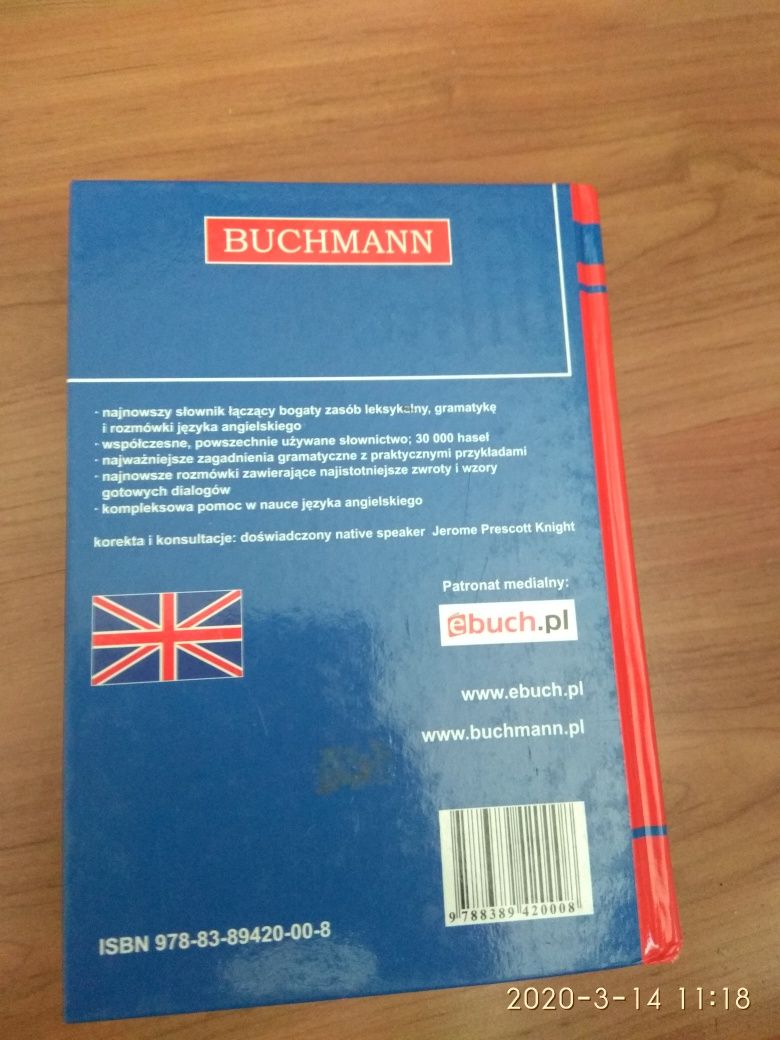 BUCHMANN
- najnowszy słownik łączący bogaty zasób leksykalny, gramatykę
i rozmówki języka angielskiego
- współczesne, powszechnie używane słownictwo; 30 000 haseł
- najważniejsze zagadnienia gramatyczne z praktycznymi przykładami
- najnowsze rozmówki zawierające najistotniejsze zwroty i wzory
gotowych dialogów
- kompleksowa pomoc w nauce języka angielskiego
korekta i konsultacje: doświadczony native speaker Jerome Prescott Knight
Patronat medialny:
ebuch.pl
www.ebuch.pl
www.buchmann.pl
9 788389 420008
ISBN 978-83-89420-00-8
2020-3-14 11:18